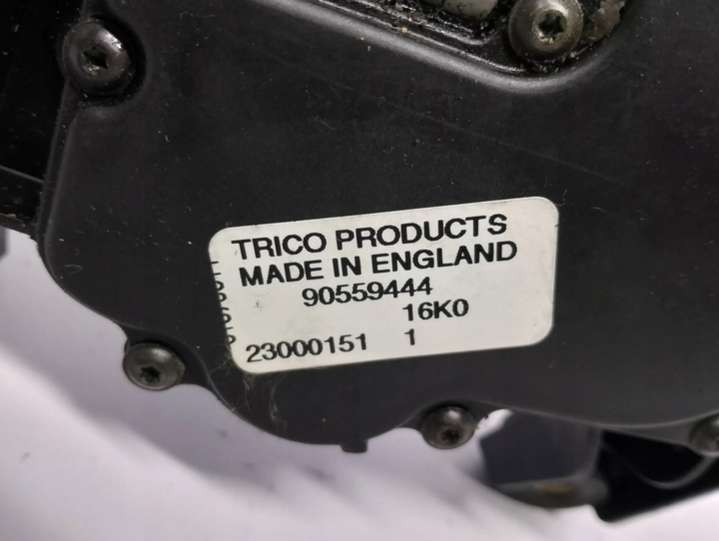 TRICO PRODUCTS
MADE IN ENGLAND
90559444
16K0
23000151 1